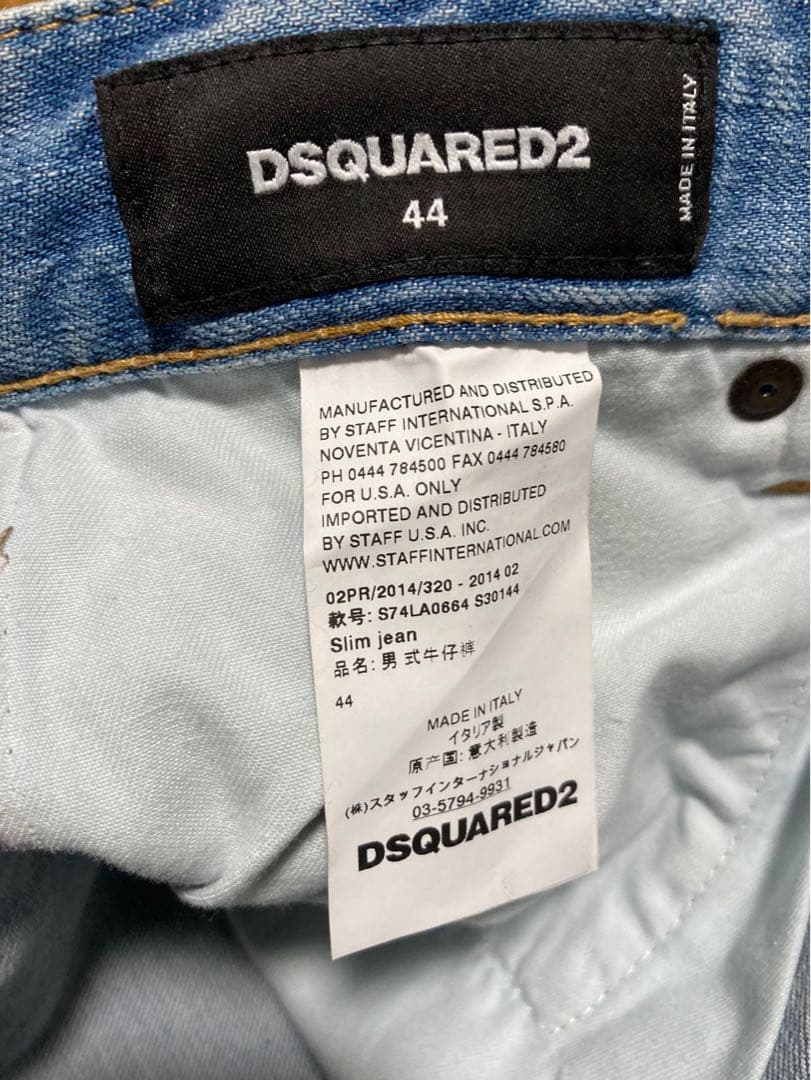 DSQUARED2
44
MADE IN ITALY
MANUFACTURED AND DISTRIBUTED
BY STAFF INTERNATIONAL S.P.A.
NOVENTA VICENTINA - ITALY
PH 0444 784500 FAX 0444 784580
FOR U.S.A. ONLY
IMPORTED AND DISTRIBUTED
BY STAFF U.S.A. INC.
WWW.STAFFINTERNATIONAL.COM
02PR/2014/320 - 2014 02
款号: S74LA0664 S30144
Slim jean
品名: 男式牛仔裤
44
MADE IN ITALY
イタリア製
原产国: 意大利製造
(株)スタッフインターナショナルジャパン
03-5794-9931
DSQUARED2